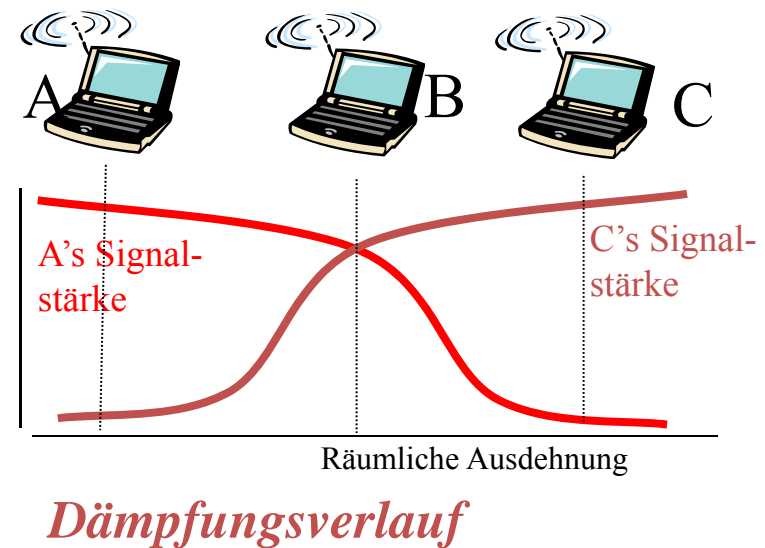 A
B
C
A's Signal-
stärke
C's Signal-
stärke
Räumliche Ausdehnung
Dämpfungsverlauf